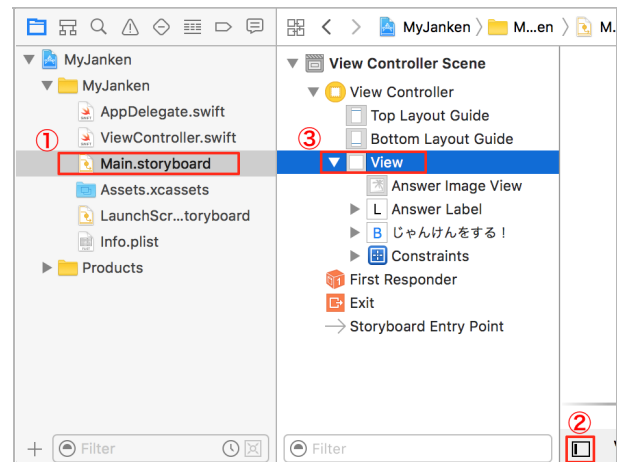 MyJanken 〉 M...en 〉 M.
MyJanken
MyJanken
AppDelegate.swift
① ViewController.swift
Main.storyboard
Assets.xcassets
LaunchScr...toryboard
Info.plist
Products
Filter
View Controller Scene
View Controller
Top Layout Guide
③ Bottom Layout Guide
View
Answer Image View
L Answer Label
B じゃんけんをする！
Constraints
First Responder
Exit
Storyboard Entry Point
②
Filter